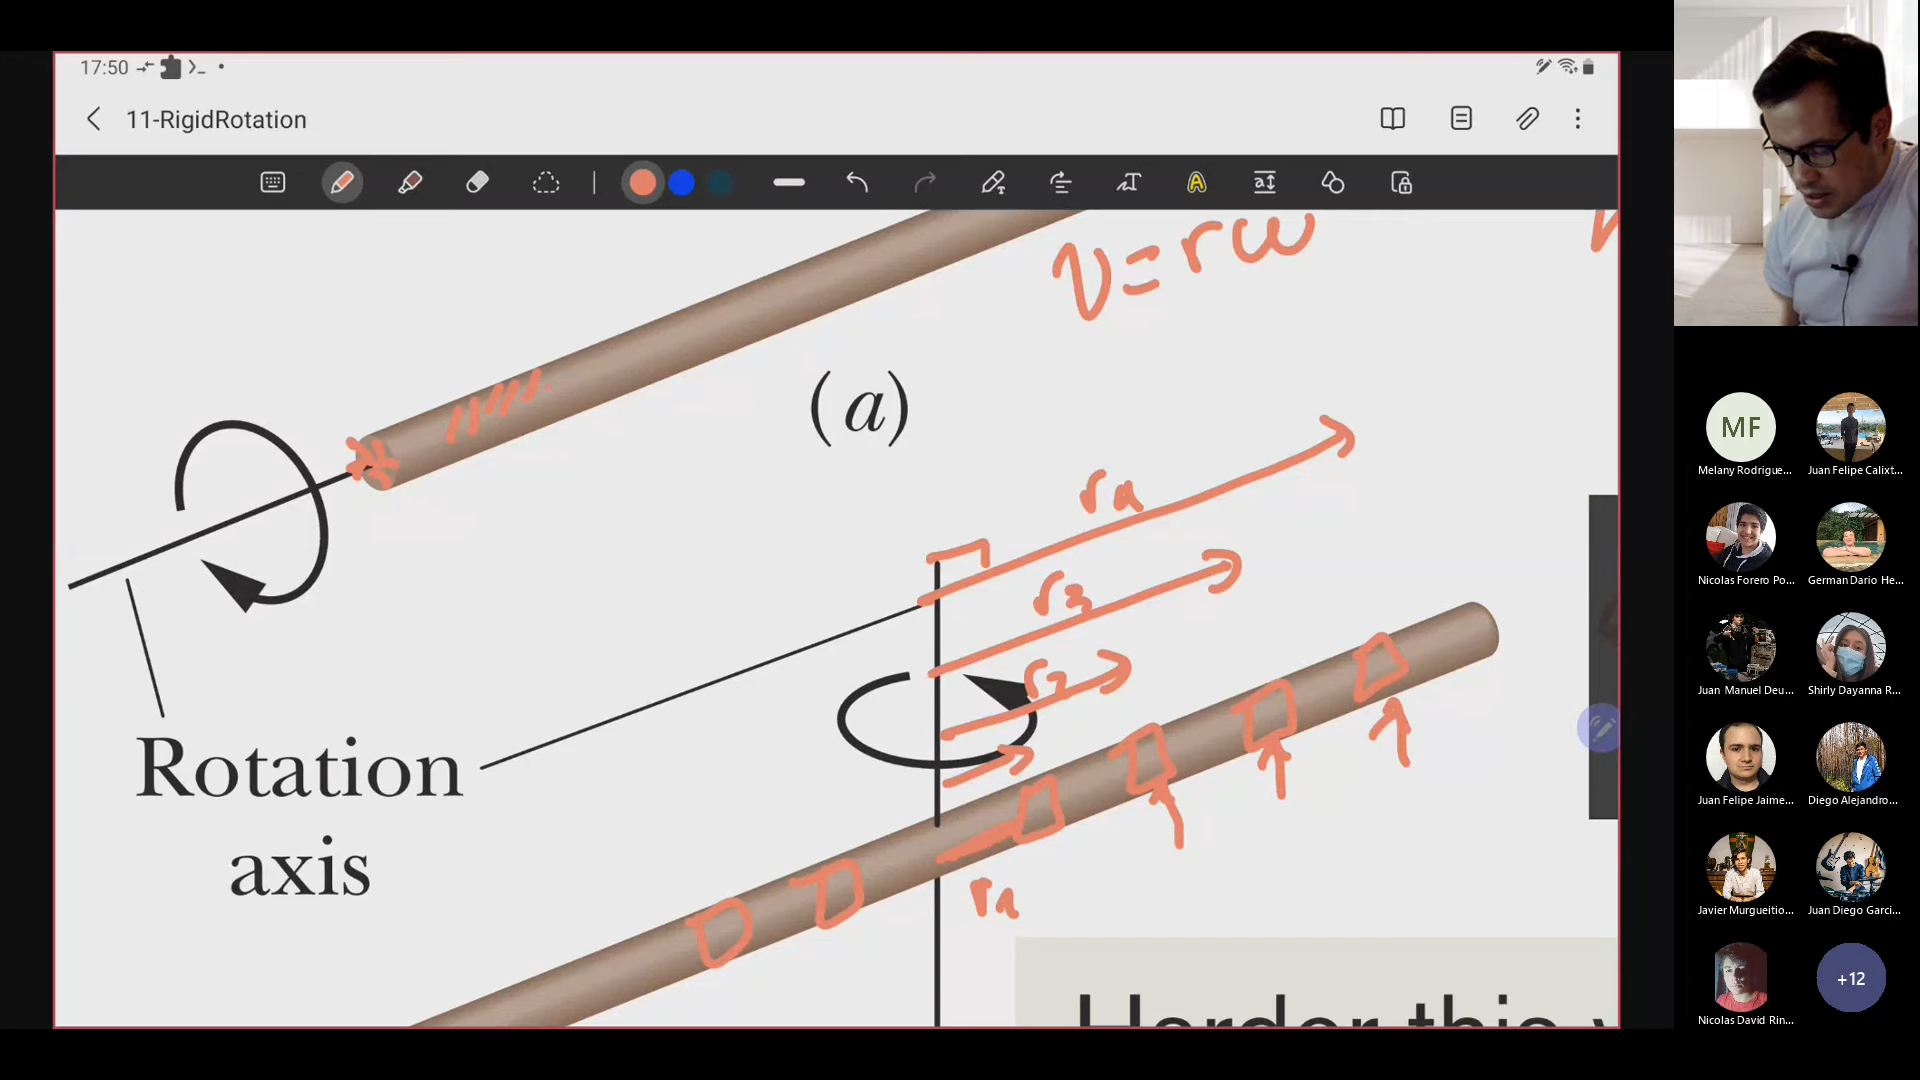 17:50
11-RigidRotation
v=rω
(a)
r4
r3
r2
Rotation
axis
r1
MF
Melany Rodrigue...
Juan Felipe Calixt...
Nicolas Forero Po...
German Dario He...
Juan Manuel Deu...
Shirly Dayanna R...
Juan Felipe Jaime...
Diego Alejandro...
Javier Murgueitio...
Juan Diego Garci...
+12
Nicolas David Rin...
Harder this